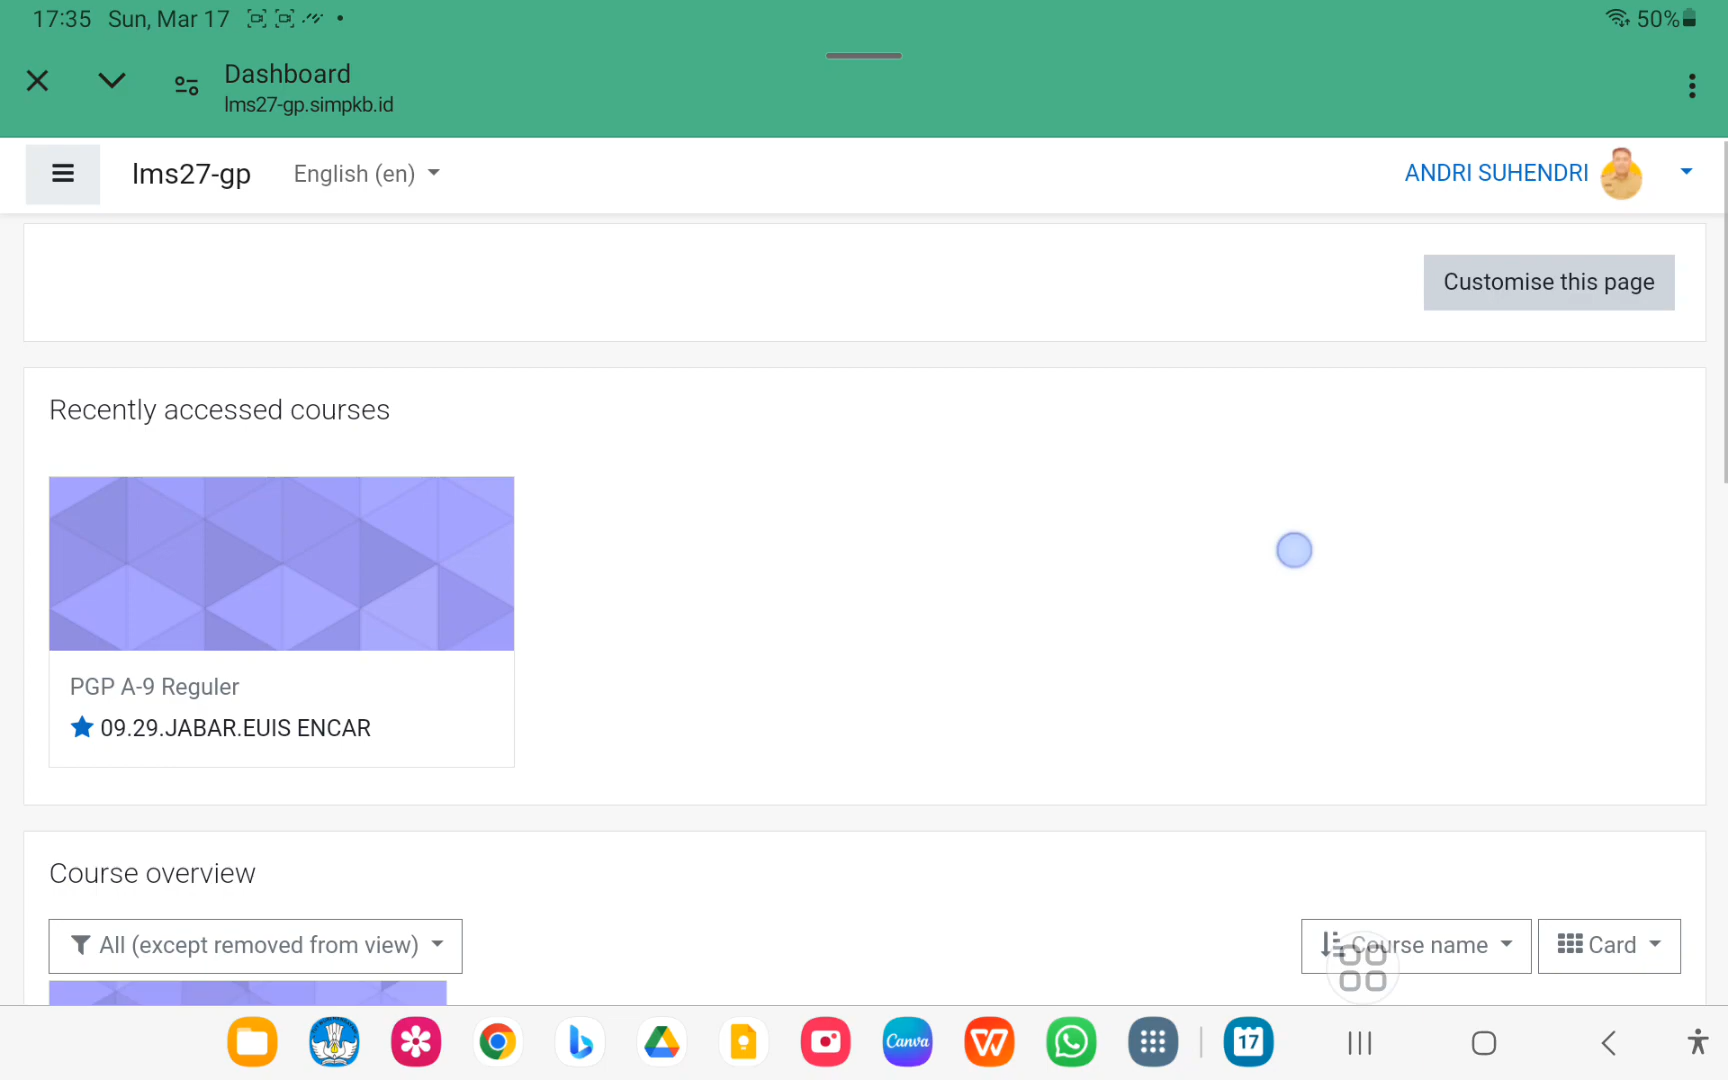 17:35 Sun, Mar 17
50%
Dashboard
lms27-gp.simpkb.id
lms27-gp English (en)
ANDRI SUHENDRI
Customise this page
Recently accessed courses
PGP A-9 Reguler
09.29.JABAR.EUIS ENCAR
Course overview
All (except removed from view)
Course name
Card
Canva
17